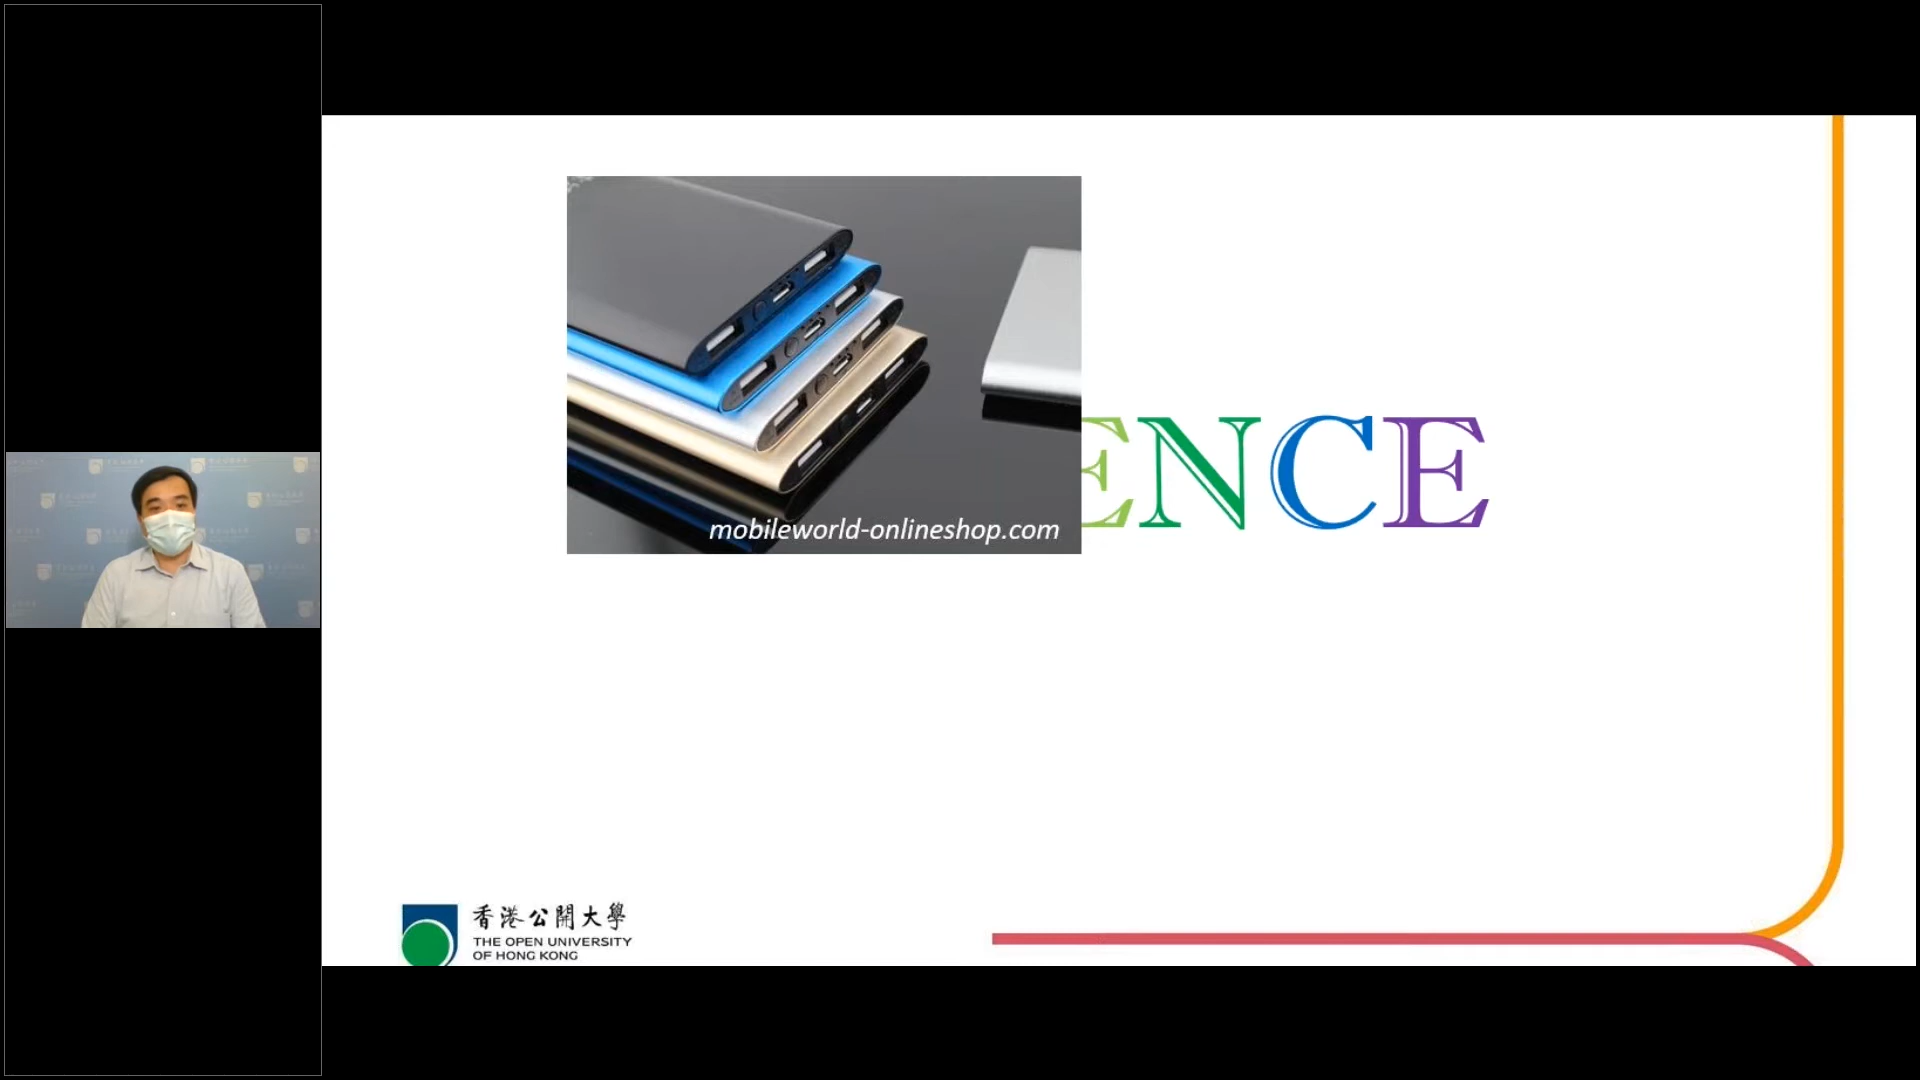 mobileworld-onlineshop.com
ENCE
香港公開大學
THE OPEN UNIVERSITY
OF HONG KONG